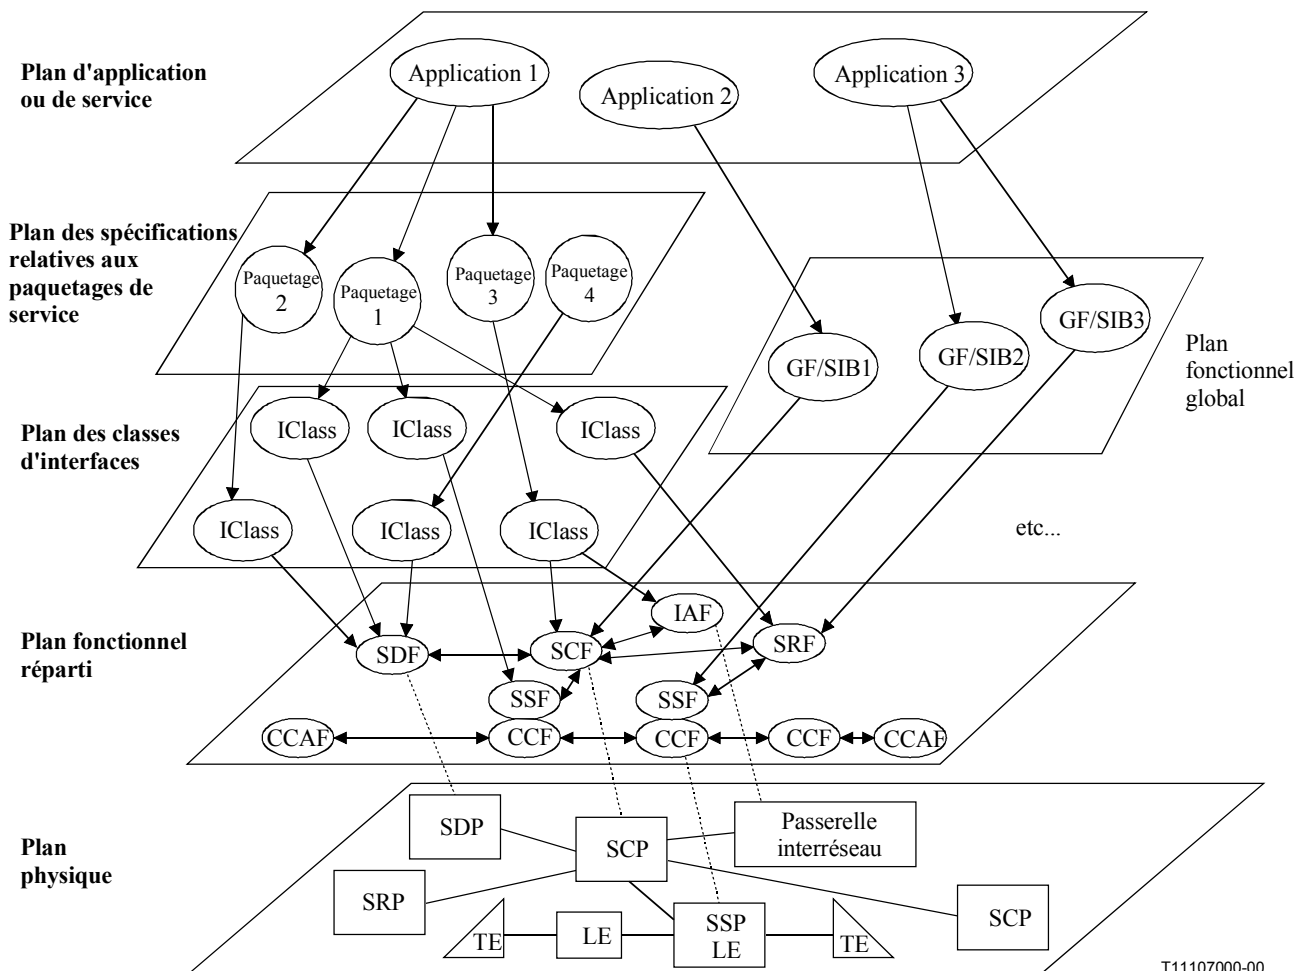 Plan d'application
ou de service
Application 1
Application 2
Application 3
Plan des spécifications
relatives aux
paquetages de
service
Paquetage
2
Paquetage
1
Paquetage
3
Paquetage
4
GF/SIB1
GF/SIB2
GF/SIB3
Plan
fonctionnel
global
Plan des classes
d'interfaces
IClass
IClass
IClass
IClass
IClass
IClass
etc...
Plan fonctionnel
réparti
IAF
SDF
SCF
SRF
SSF
SSF
CCAF
CCF
CCF
CCF
CCAF
Plan
physique
SDP
SCP
Passerelle
interréseau
SRP
SCP
TE
LE
SSP
LE
TE
T11107000-00